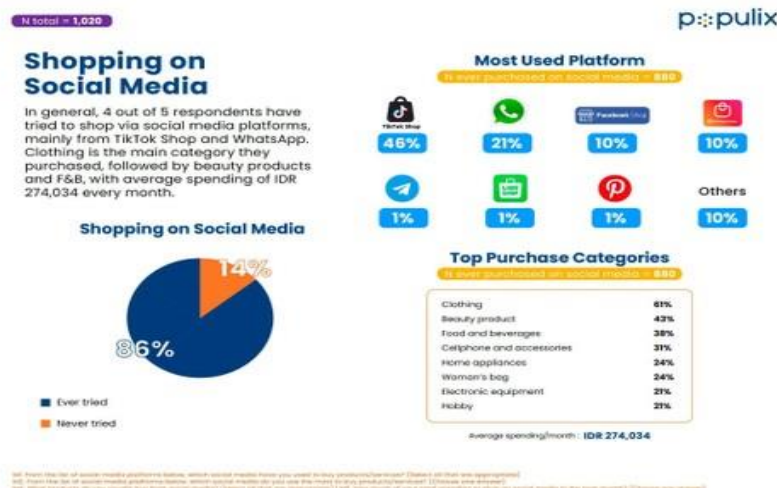 N total = 1,020
populix
Shopping on
Social Media
In general, 4 out of 5 respondents have
tried to shop via social media platforms,
mainly from TikTok Shop and WhatsApp.
Clothing is the main category they
purchased, followed by beauty products
and F&B, with average spending of IDR
274,034 every month.
Shopping on Social Media
14%
86%
Ever tried
Never tried
Most Used Platform
N ever purchased on social media = 880
TikTok Shop
Facebook Shop
46%
21%
10%
10%
Others
1%
1%
1%
10%
Top Purchase Categories
N ever purchased on social media = 880
Clothing 61%
Beauty product 43%
Food and beverages 38%
Cellphone and accessories 31%
Home appliances 24%
Women's bag 24%
Electronic equipment 21%
Hobby 21%
Average spending/month : IDR 274,034